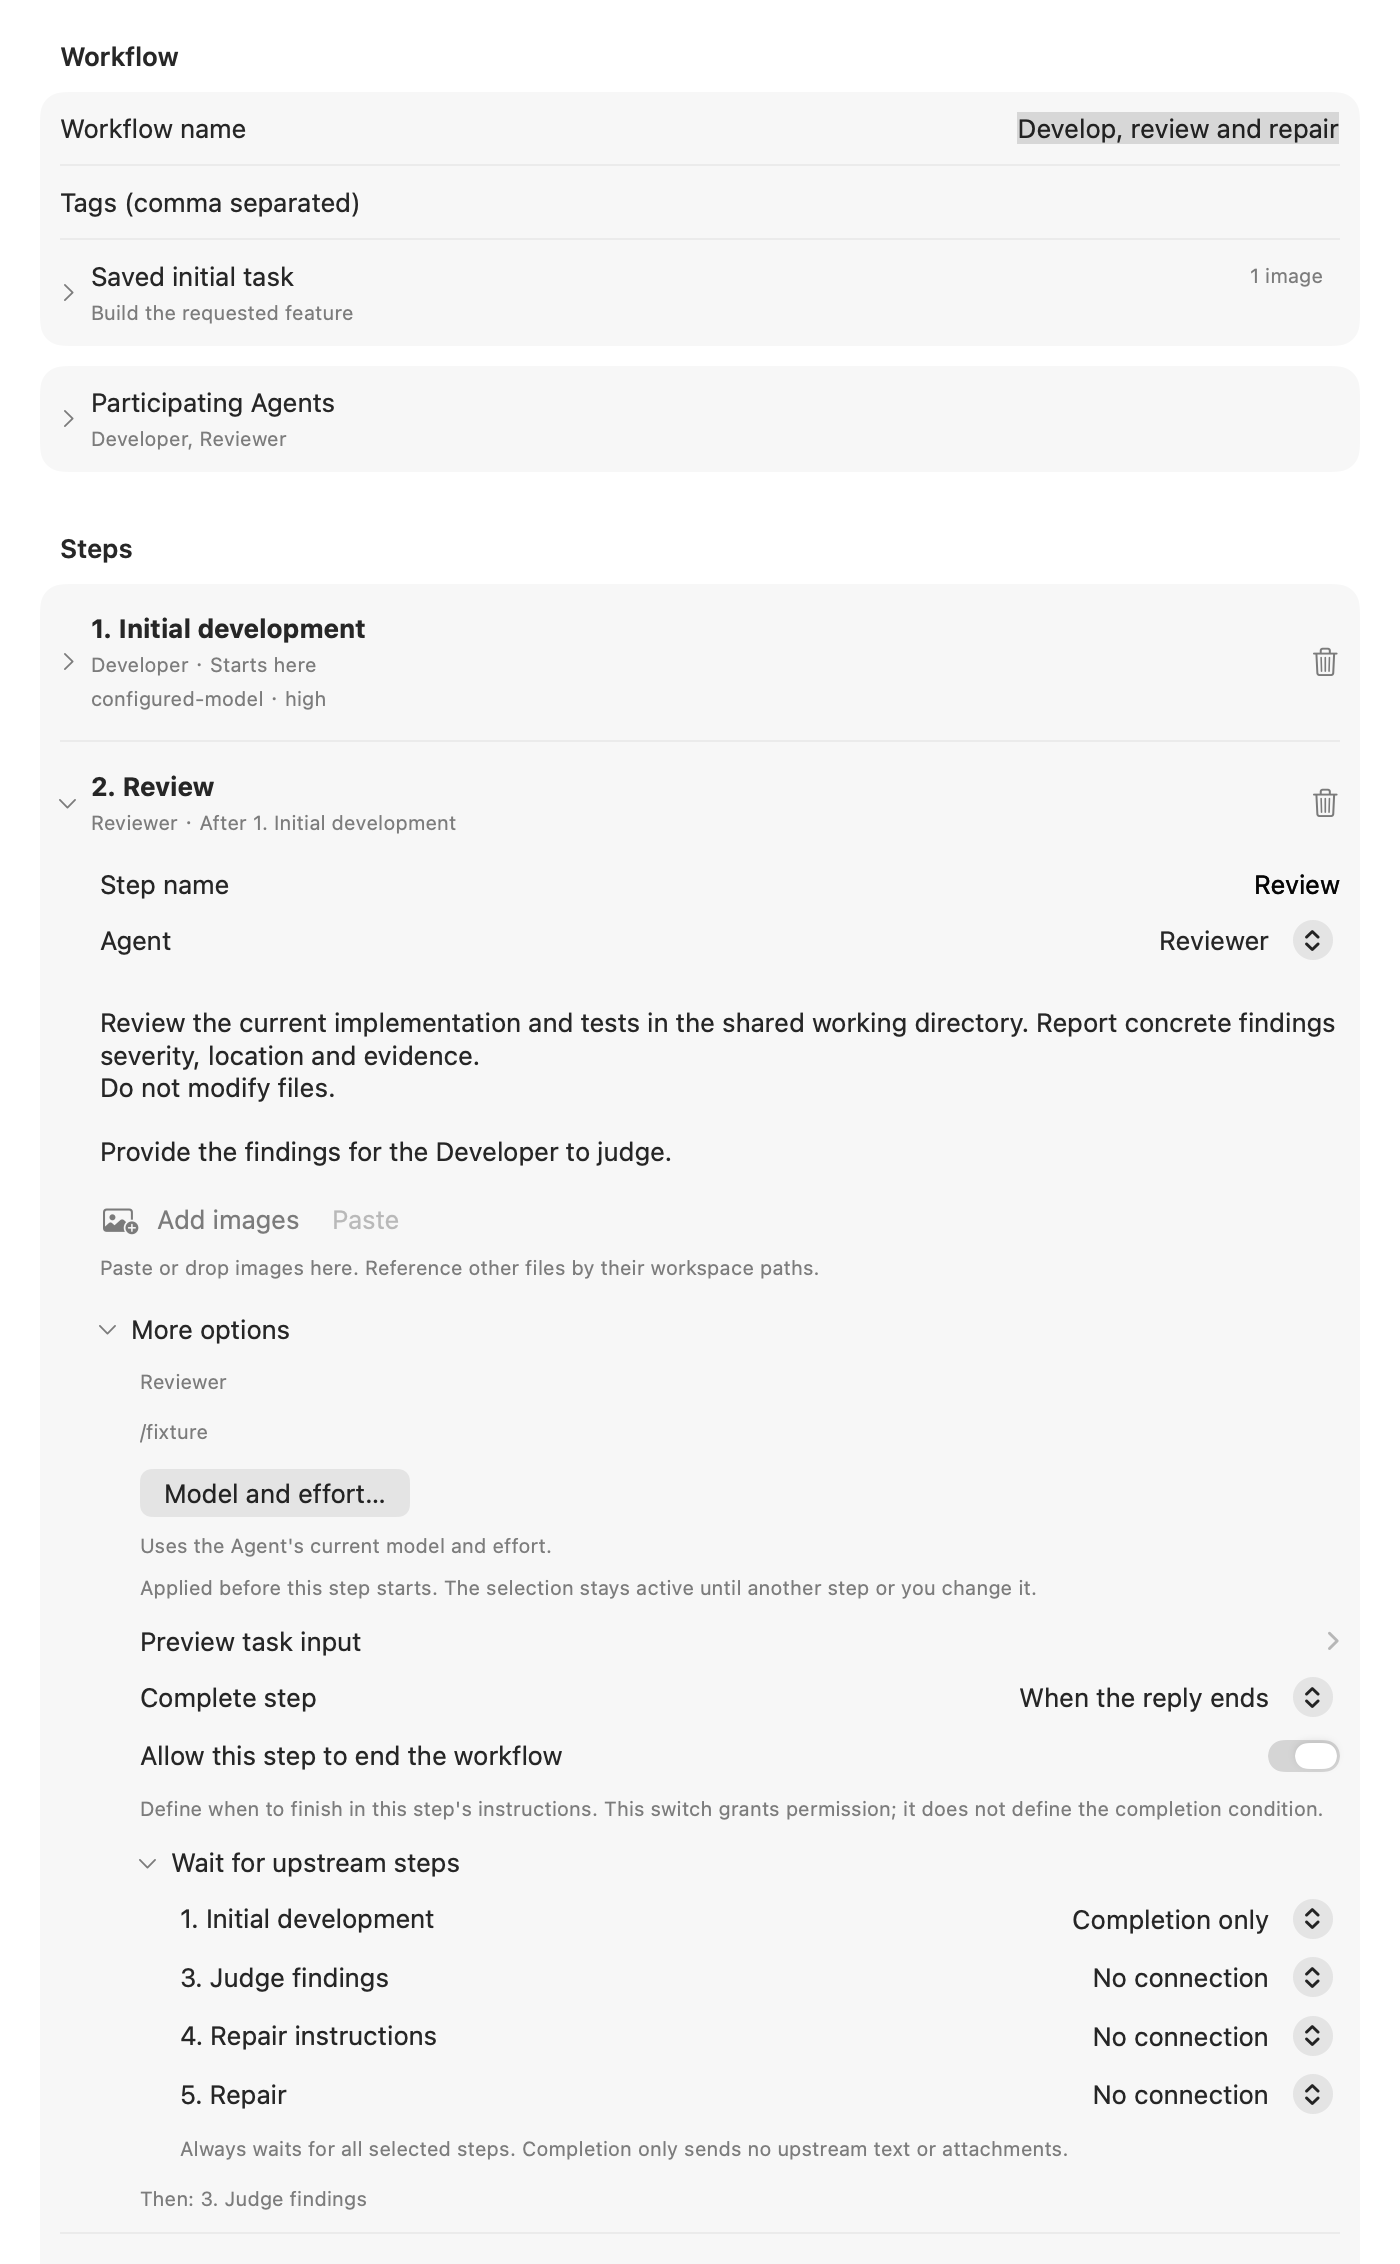 Workflow
Workflow name
Develop, review and repair
Tags (comma separated)
Saved initial task
1 image
Build the requested feature
Participating Agents
Developer, Reviewer
Steps
1. Initial development
Developer · Starts here
configured-model · high
2. Review
Reviewer · After 1. Initial development
Step name
Review
Agent
Reviewer
Review the current implementation and tests in the shared working directory. Report concrete findings
severity, location and evidence.
Do not modify files.
Provide the findings for the Developer to judge.
Add images
Paste
Paste or drop images here. Reference other files by their workspace paths.
More options
Reviewer
/fixture
Model and effort...
Uses the Agent's current model and effort.
Applied before this step starts. The selection stays active until another step or you change it.
Preview task input
Complete step
When the reply ends
Allow this step to end the workflow
Define when to finish in this step's instructions. This switch grants permission; it does not define the completion condition.
Wait for upstream steps
1. Initial development
Completion only
3. Judge findings
No connection
4. Repair instructions
No connection
5. Repair
No connection
Always waits for all selected steps. Completion only sends no upstream text or attachments.
Then: 3. Judge findings